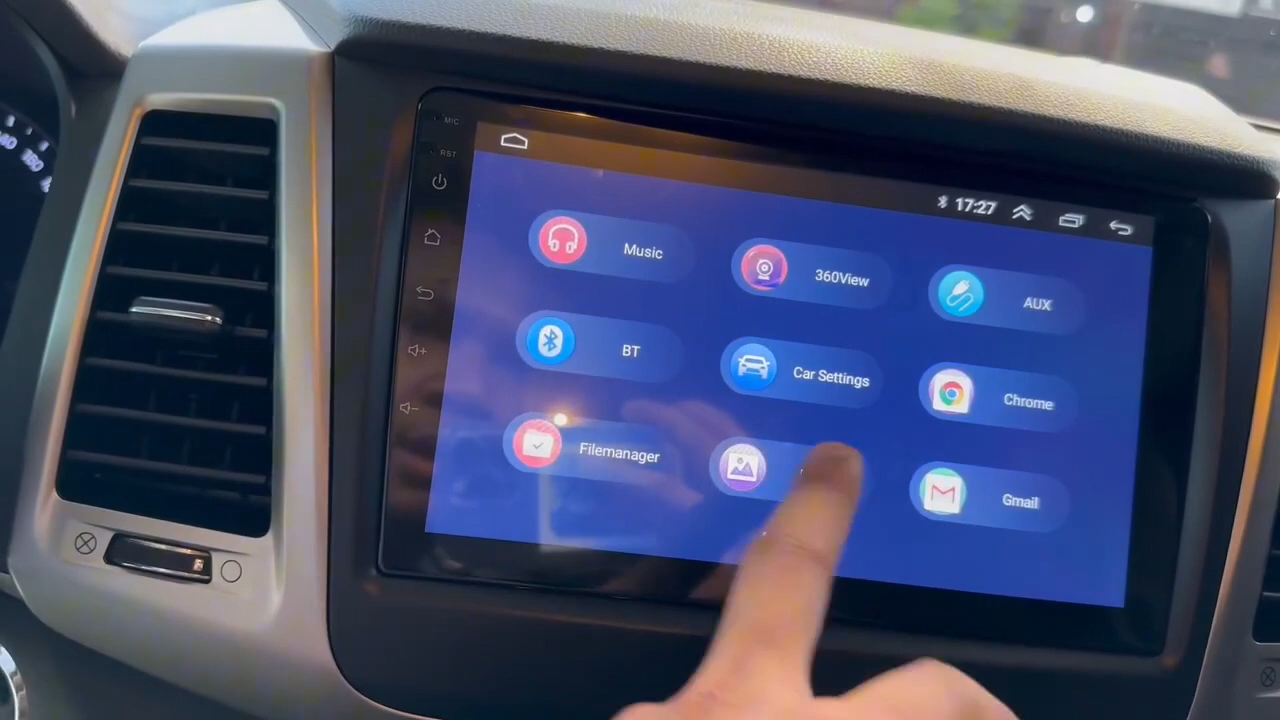 MIC
RST
17:27
Music
360View
AUX
BT
Car Settings
Chrome
Filemanager
Gmail